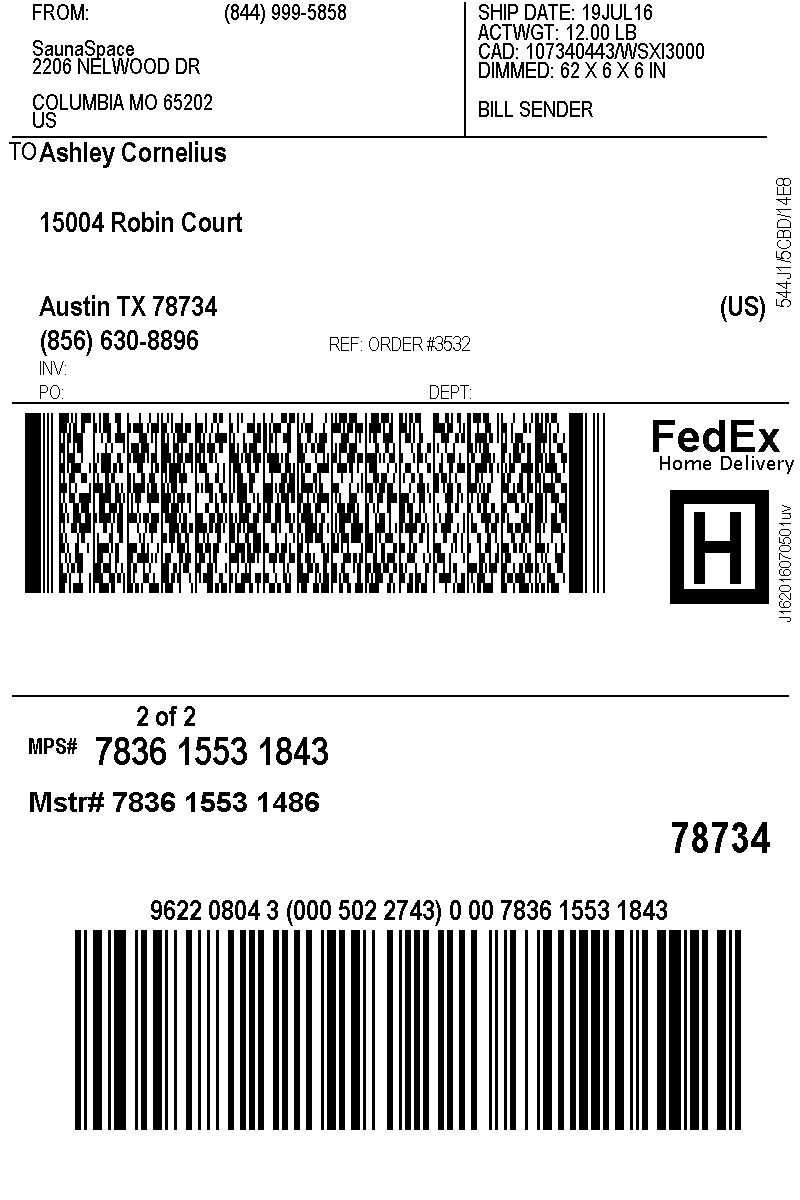 FROM: (844) 999-5858
SaunaSpace
2206 NELWOOD DR
COLUMBIA MO 65202
US
SHIP DATE: 19JUL16
ACTWGT: 12.00 LB
CAD: 107340443/WSXI3000
DIMMED: 62 X 6 X 6 IN
BILL SENDER
TO Ashley Cornelius
15004 Robin Court
Austin TX 78734 (US)
(856) 630-8896 REF: ORDER #3532
INV:
PO: DEPT:
544J1/5CBD/14E8
FedEx
Home Delivery
H
J162016070501uv
2 of 2
MPS# 7836 1553 1843
Mstr# 7836 1553 1486
78734
9622 0804 3 (000 502 2743) 0 00 7836 1553 1843